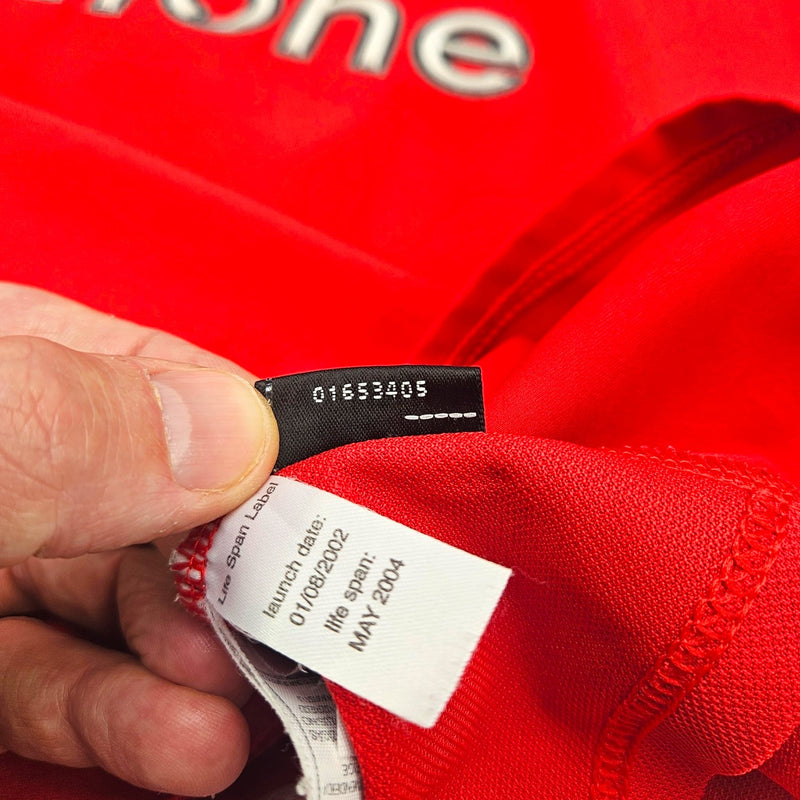 one
01653405
Life Span Label
launch date:
01/08/2002
life span:
MAY 2004